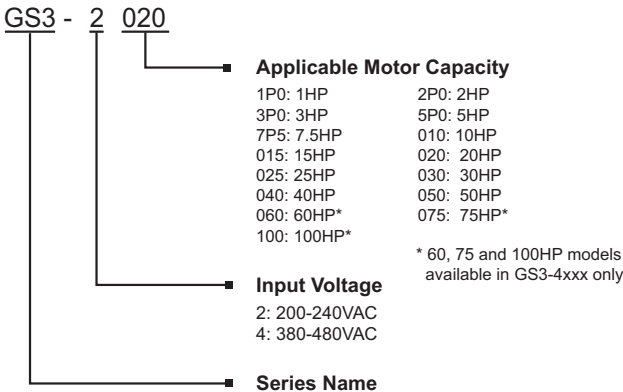 GS3 - 2 020
Applicable Motor Capacity
1P0: 1HP 2P0: 2HP
3P0: 3HP 5P0: 5HP
7P5: 7.5HP 010: 10HP
015: 15HP 020: 20HP
025: 25HP 030: 30HP
040: 40HP 050: 50HP
060: 60HP* 075: 75HP*
100: 100HP*
* 60, 75 and 100HP models
available in GS3-4xxx only
Input Voltage
2: 200-240VAC
4: 380-480VAC
Series Name